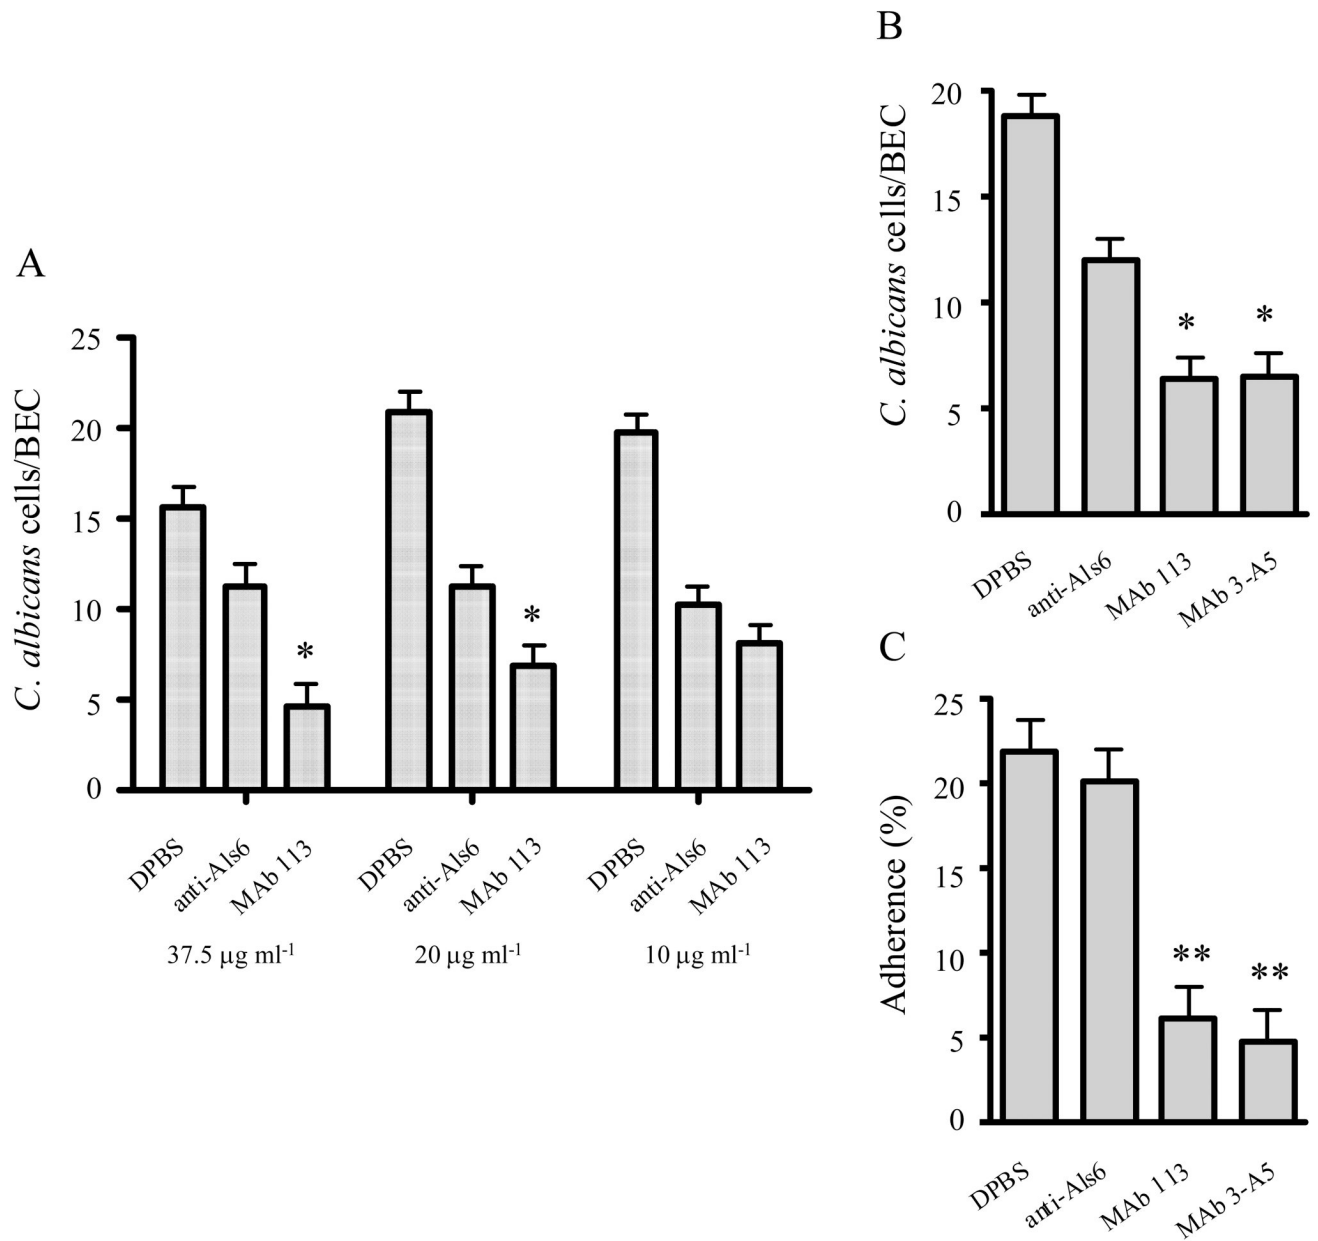 A
C. albicans cells/BEC
25
20
15
10
5
0
DPBS anti-Als6 MAb 113 DPBS anti-Als6 MAb 113 DPBS anti-Als6 MAb 113
37.5 µg ml-1 20 µg ml-1 10 µg ml-1
B
C. albicans cells/BEC
20
15
10
5
0
DPBS anti-Als6 MAb 113 MAb 3-A5
* *
* *
C
Adherence (%)
25
20
15
10
5
0
** **
DPBS anti-Als6 MAb 113 MAb 3-A5